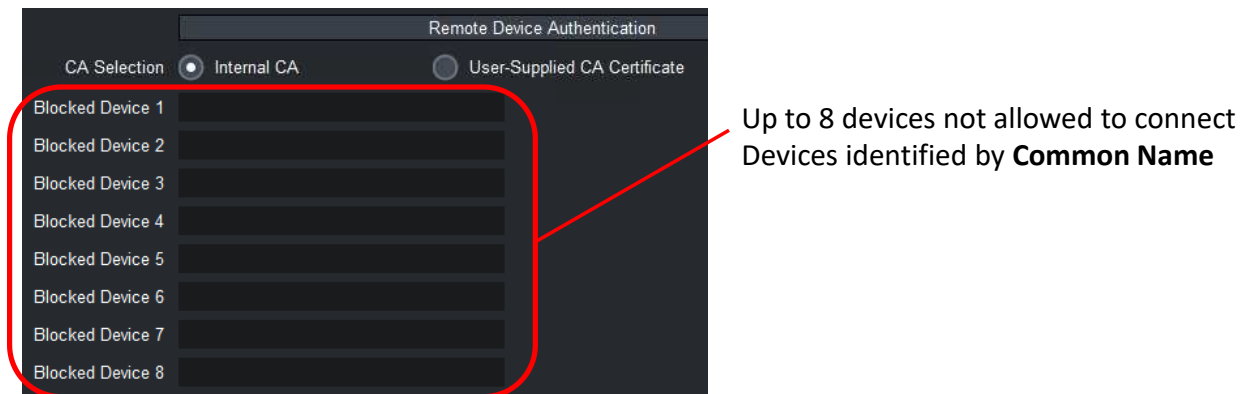 Remote Device Authentication
CA Selection Internal CA User-Supplied CA Certificate
Blocked Device 1
Blocked Device 2
Blocked Device 3
Blocked Device 4
Blocked Device 5
Blocked Device 6
Blocked Device 7
Blocked Device 8
Up to 8 devices not allowed to connect
Devices identified by Common Name